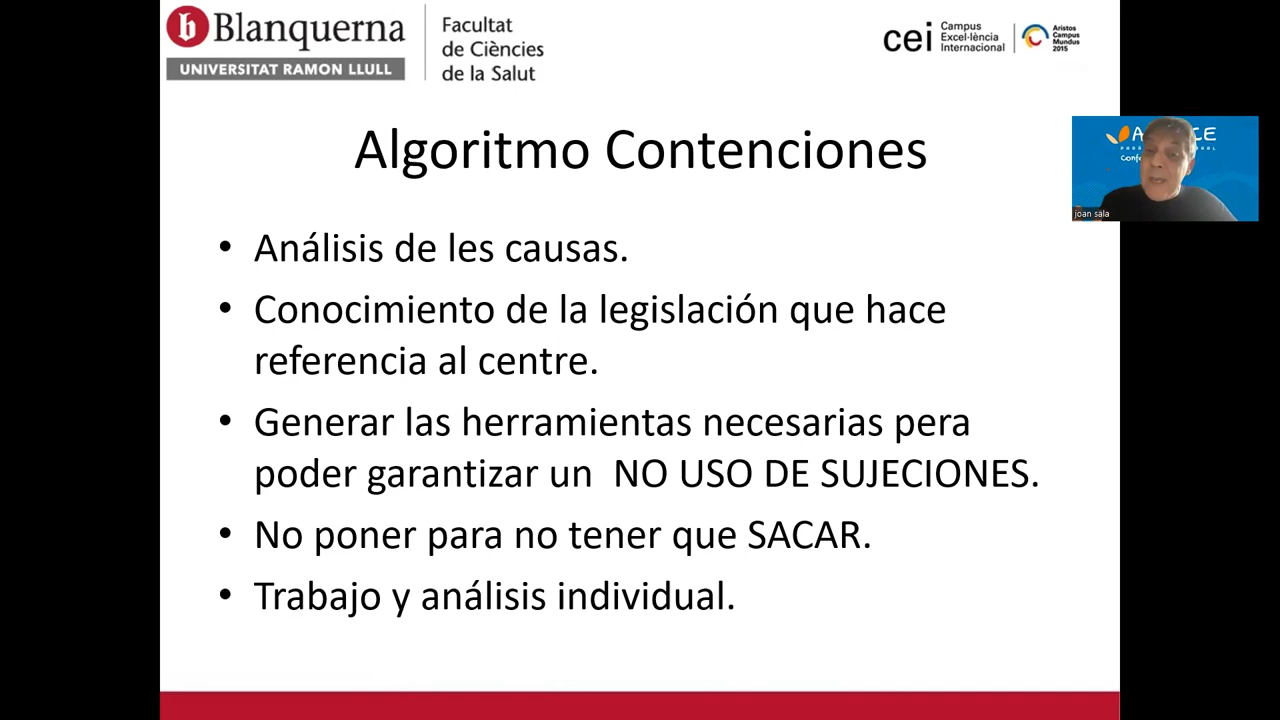 Blanquerna
UNIVERSITAT RAMON LLULL
Facultat
de Ciències
de la Salut
cei
Campus
Excel·lència
Internacional
Aristos
Campus
Mundus
2015
Algoritmo Contenciones
joan sala
• Análisis de les causas.
• Conocimiento de la legislación que hace
referencia al centre.
• Generar las herramientas necesarias pera
poder garantizar un NO USO DE SUJECIONES.
• No poner para no tener que SACAR.
• Trabajo y análisis individual.